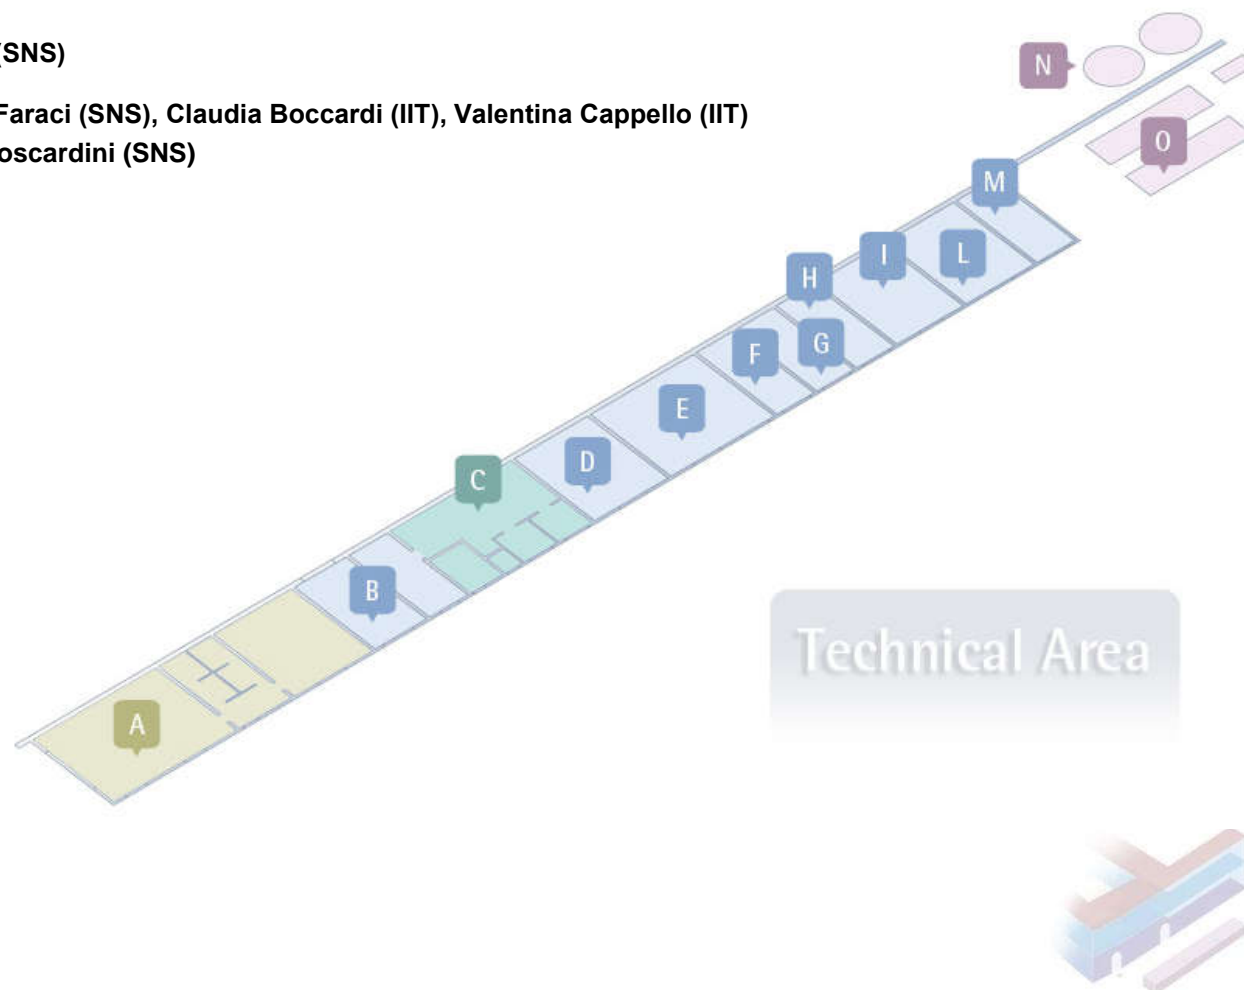 (SNS)
Faraci (SNS), Claudia Boccardi (IIT), Valentina Cappello (IIT)
oscardini (SNS)
N
O
M
I
L
H
F
G
E
D
C
B
A
Technical Area